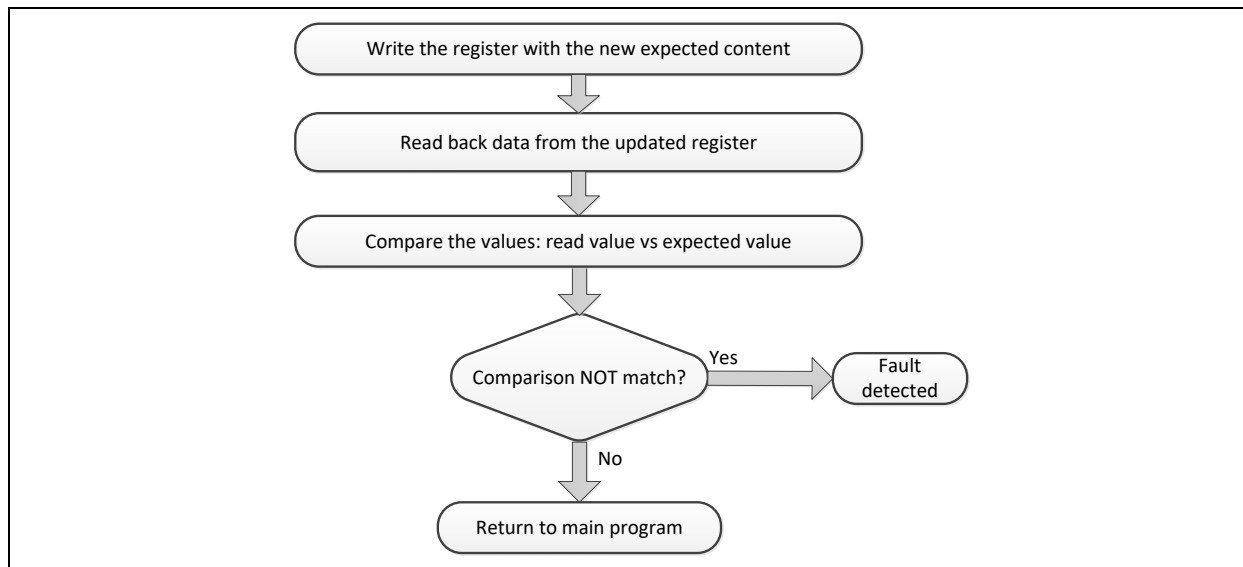 Write the register with the new expected content
Read back data from the updated register
Compare the values: read value vs expected value
Comparison NOT match?
Yes
Fault
detected
No
Return to main program